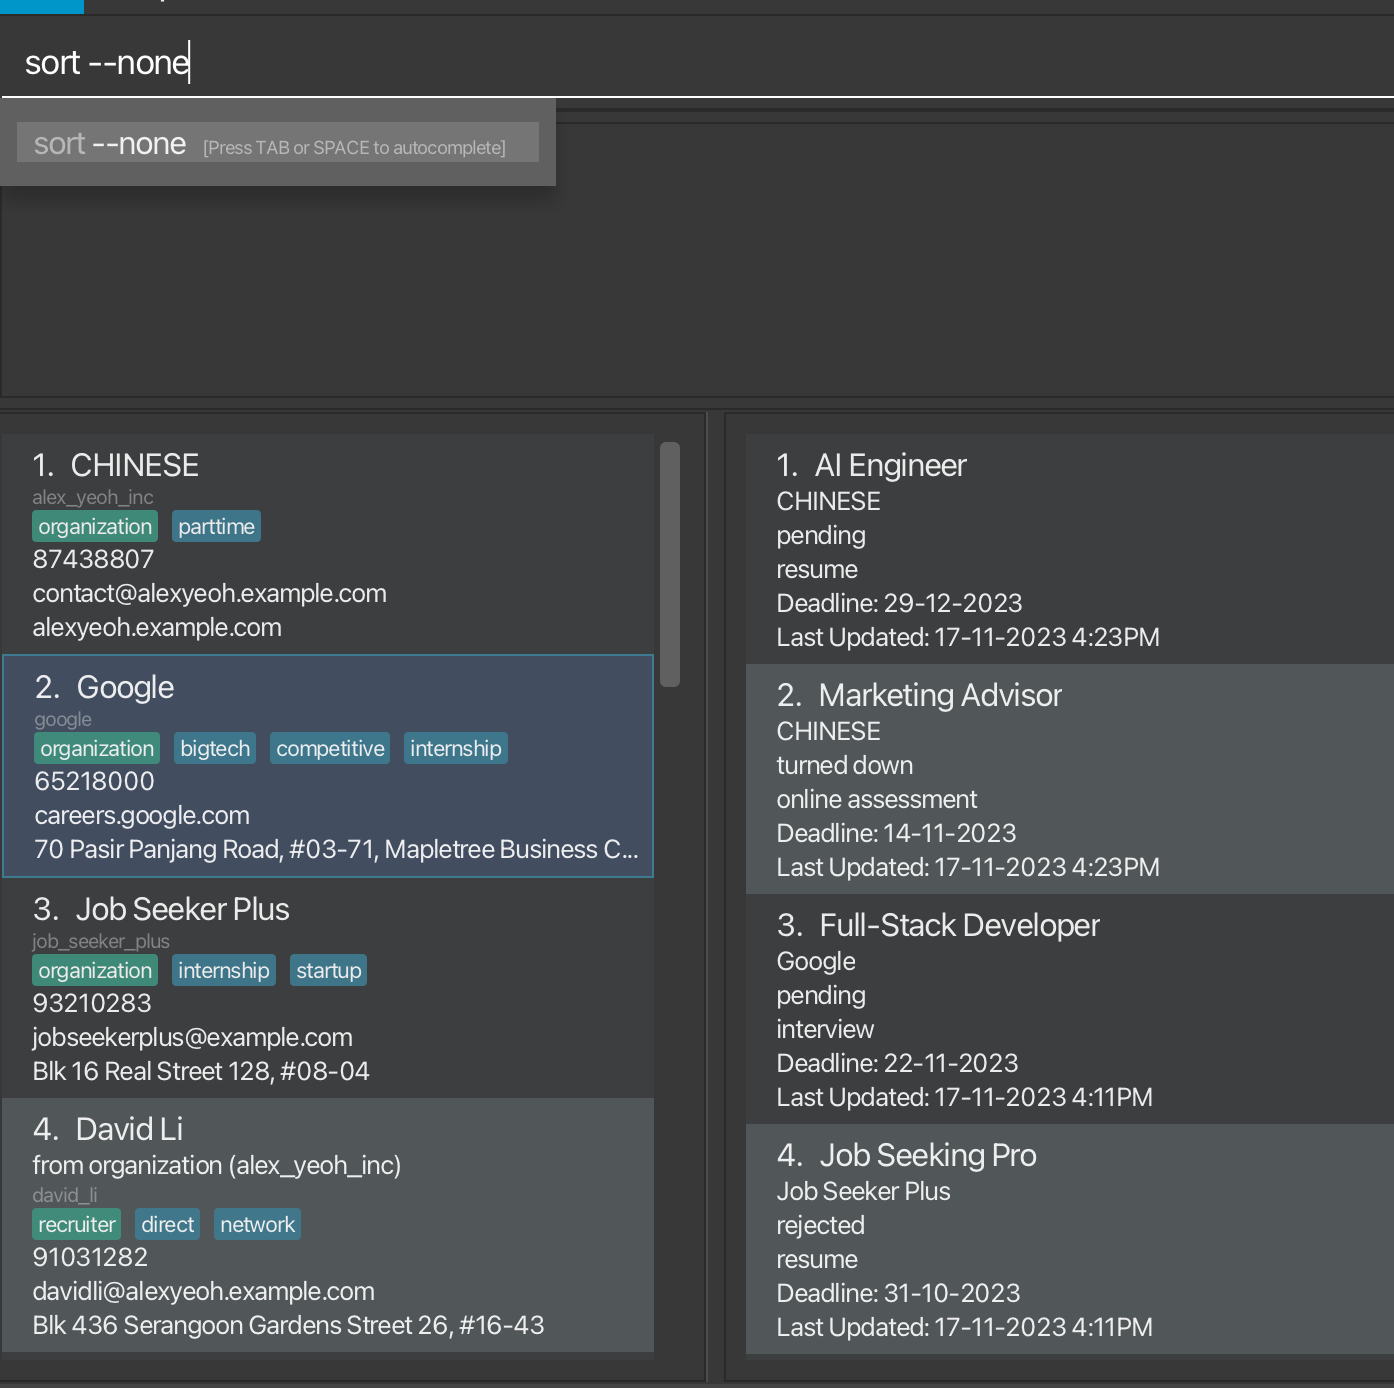 sort --none
sort --none [Press TAB or SPACE to autocomplete]
1. CHINESE
alex_yeoh_inc
organization parttime
87438807
contact@alexyeoh.example.com
alexyeoh.example.com
2. Google
google
organization bigtech competitive internship
65218000
careers.google.com
70 Pasir Panjang Road, #03-71, Mapletree Business C...
3. Job Seeker Plus
job_seeker_plus
organization internship startup
93210283
jobseekerplus@example.com
Blk 16 Real Street 128, #08-04
4. David Li
from organization (alex_yeoh_inc)
david_li
recruiter direct network
91031282
davidli@alexyeoh.example.com
Blk 436 Serangoon Gardens Street 26, #16-43
1. AI Engineer
CHINESE
pending
resume
Deadline: 29-12-2023
Last Updated: 17-11-2023 4:23PM
2. Marketing Advisor
CHINESE
turned down
online assessment
Deadline: 14-11-2023
Last Updated: 17-11-2023 4:23PM
3. Full-Stack Developer
Google
pending
interview
Deadline: 22-11-2023
Last Updated: 17-11-2023 4:11PM
4. Job Seeking Pro
Job Seeker Plus
rejected
resume
Deadline: 31-10-2023
Last Updated: 17-11-2023 4:11PM